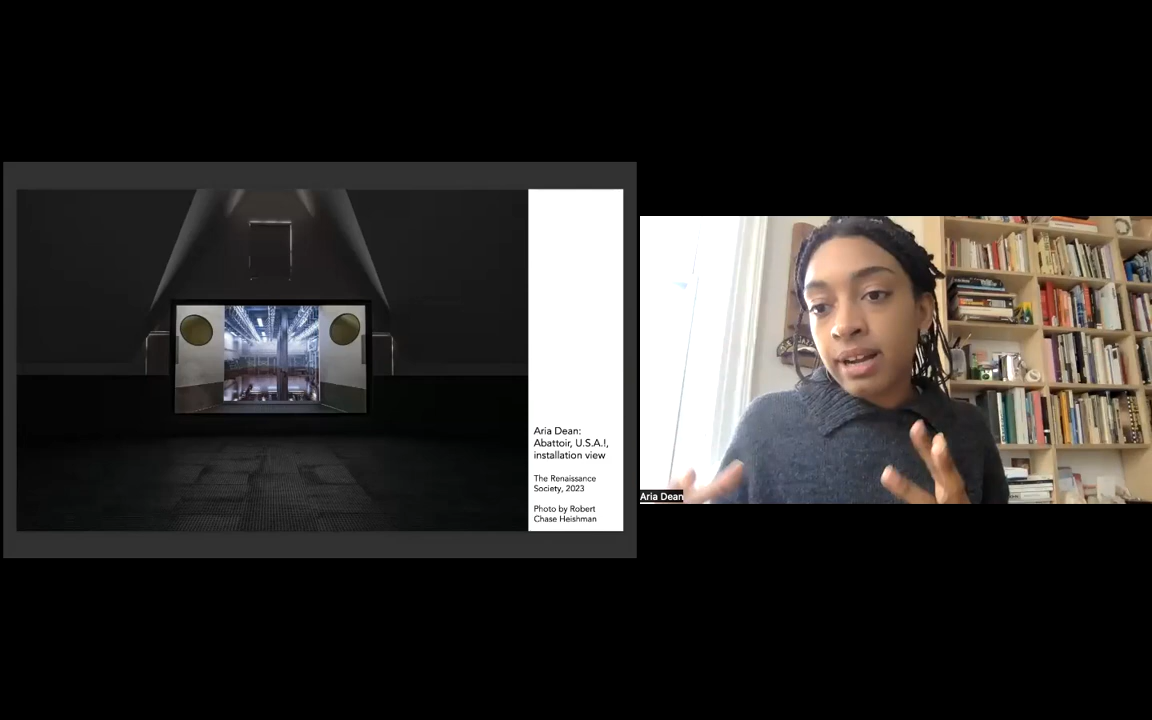 Aria Dean:
Abattoir, U.S.A.!,
installation view
The Renaissance
Society, 2023
Photo by Robert
Chase Heishman
Aria Dean